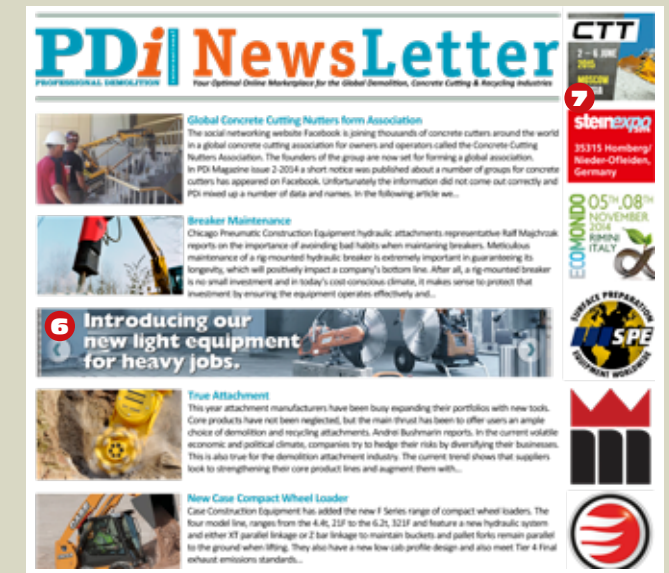 PDi INTERNATIONAL NewsLetter
PROFESSIONAL DEMOLITION
Your Optimal Online Marketplace for the Global Demolition, Concrete Cutting & Recycling Industries
Global Concrete Cutting Nutters form Association
The social networking website Facebook is joining thousands of concrete cutters around the world
in a global concrete cutting association for owners and operators called the Concrete Cutting
Nutters Association. The founders of the group are now set for forming a global association.
In PDi Magazine issue 2-2014 a short notice was published about a number of groups for concrete
cutters has appeared on Facebook. Unfortunately the information did not come out correctly and
PDi mixed up a number of data and names. In the following article we...
Breaker Maintenance
Chicago Pneumatic Construction Equipment hydraulic attachments representative Ralf Majchrzak
reports on the importance of avoinding bad habits when maintaning breakers. Meticulous
maintenance of a rig-mounted hydraulic breaker is extremely important in guaranteeing its
longevity, which will positively impact a company's bottom line. After all, a rig-mounted breaker
is no small investment and in today's cost-conscious climate, it makes sense to protect that
investment by ensuring the equipment operates effectively and...
6
Introducing our
new light equipment
for heavy jobs.
True Attachment
This year attachment manufacturers have been busy expanding their portfolios with new tools.
Core products have not been neglected, but the main thrust has been to offer users an ample
choice of demolition and recycling attachments. Andrei Bushmarin reports. In the current volatile
economic and political climate, companies try to hedge their risks by diversifying their businesses.
This is also true for the demolition attachment industry. The current trend shows that suppliers
look to strengthening their core product lines and augment them with...
New Case Compact Wheel Loader
Case Construction Equipment has added the new F Series range of compact wheel loaders. The
four model line, ranges from the 4.4t, 21F to the 6.2t, 321F and feature a new hydraulic system
and either XT parallel linkage or Z bar linkage to maintain buckets and pallet forks remain parallel
to the ground when lifting. They also have a new low cab profile design and also meet Tier 4 Final
exhaust emissions standards...
CTT
2 – 6 JUNE
2015
MOSCOW
7
steinexpo
35315 Homberg/
Nieder-Ofleiden,
Germany
ECOMONDO
05TH.08TH
NOVEMBER
2014
RIMINI
ITALY
SURFACE PREPARATION
SPE
EQUIPMENT WORLDWIDE